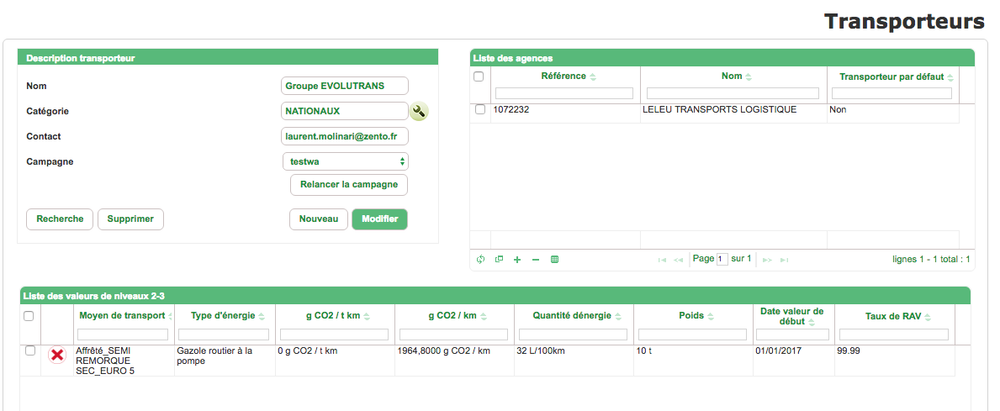 Transporteurs
Description transporteur
Nom
Groupe EVOLUTRANS
Catégorie
NATIONAUX
Contact
laurent.molinari@zento.fr
Campagne
testwa
Relancer la campagne
Recherche
Supprimer
Nouveau
Modifier
Liste des agences
Référence
Nom
Transporteur par défaut
1072232
LELEU TRANSPORTS LOGISTIQUE
Non
Page 1 sur 1
lignes 1 - 1 total : 1
Liste des valeurs de niveaux 2-3
Moyen de transport
Type d'énergie
g CO2 / t km
g CO2 / km
Quantité dénergie
Poids
Date valeur de
début
Taux de RAV
Affrêté_SEMI
REMORQUE
SEC_EURO 5
Gazole routier à la
pompe
0 g CO2 / t km
1964,8000 g CO2 / km
32 L/100km
10 t
01/01/2017
99.99